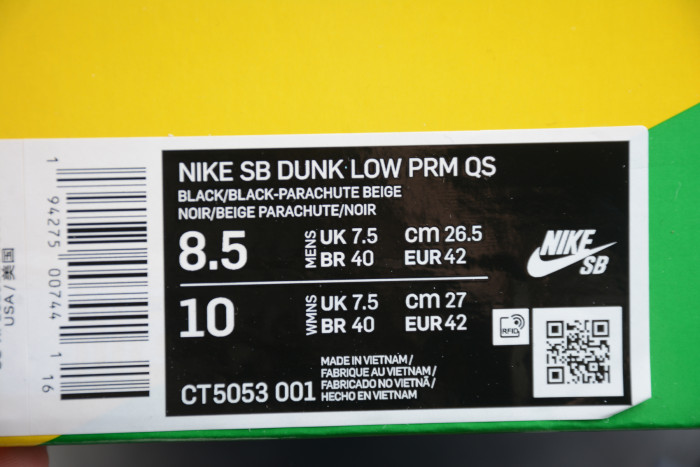 NIKE SB DUNK LOW PRM QS
BLACK/BLACK-PARACHUTE BEIGE
NOIR/BEIGE PARACHUTE/NOIR
8.5 MENS UK 7.5 cm 26.5
BR 40 EUR 42
10 WMNS UK 7.5 cm 27
BR 40 EUR 42
NIKE
SB
RFID
MADE IN VIETNAM/
FABRIQUE AU VIETNAM/
FABRICADO NO VIETNÃ/
HECHO EN VIETNAM
CT5053 001
1 94275 00744 1 16
USA / 美国